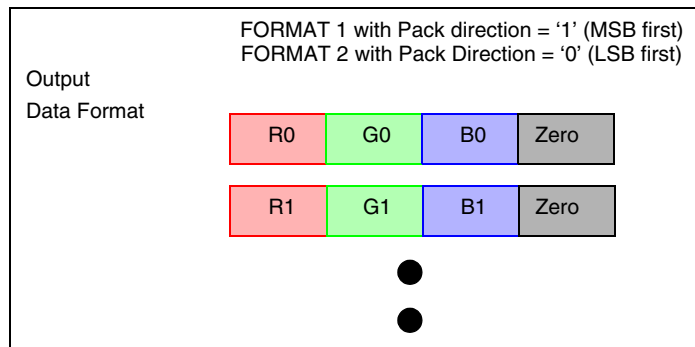 FORMAT 1 with Pack direction = ‘1’ (MSB first)
FORMAT 2 with Pack Direction = ‘0’ (LSB first)
Output
Data Format
R0 G0 B0 Zero
R1 G1 B1 Zero